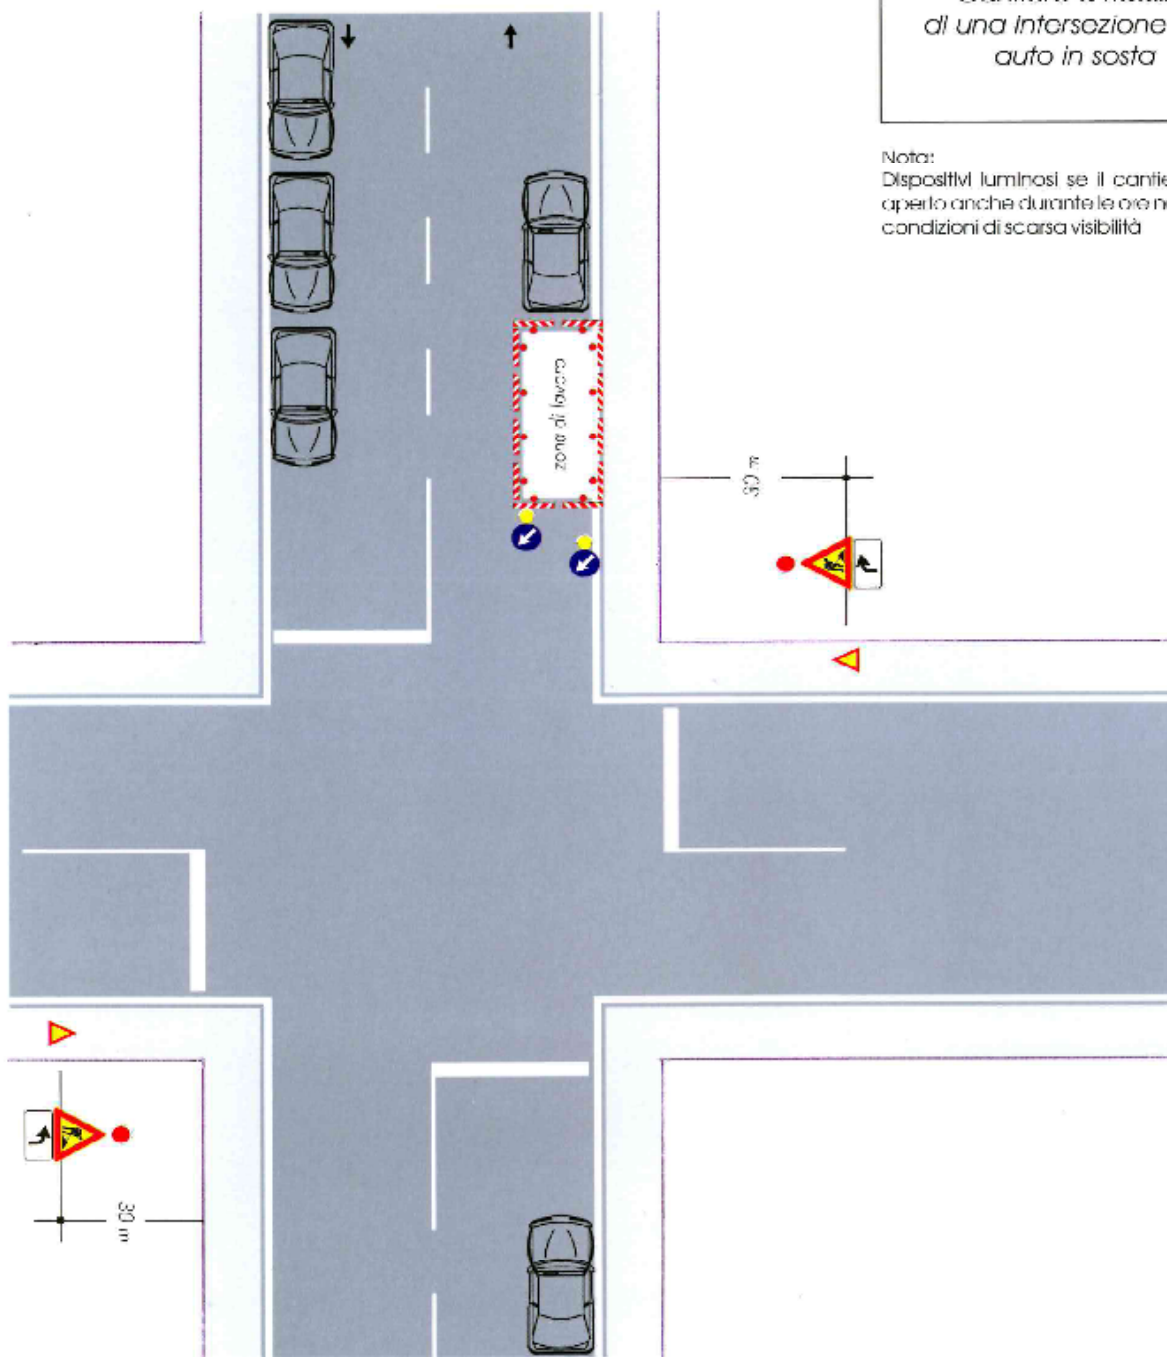 di una intersezione
auto in sosta
Nota:
Dispositivi luminosi se il
aperto anche durante le ore
condizioni di scarsa visibilità
zona di lavoro
30 m
30 m